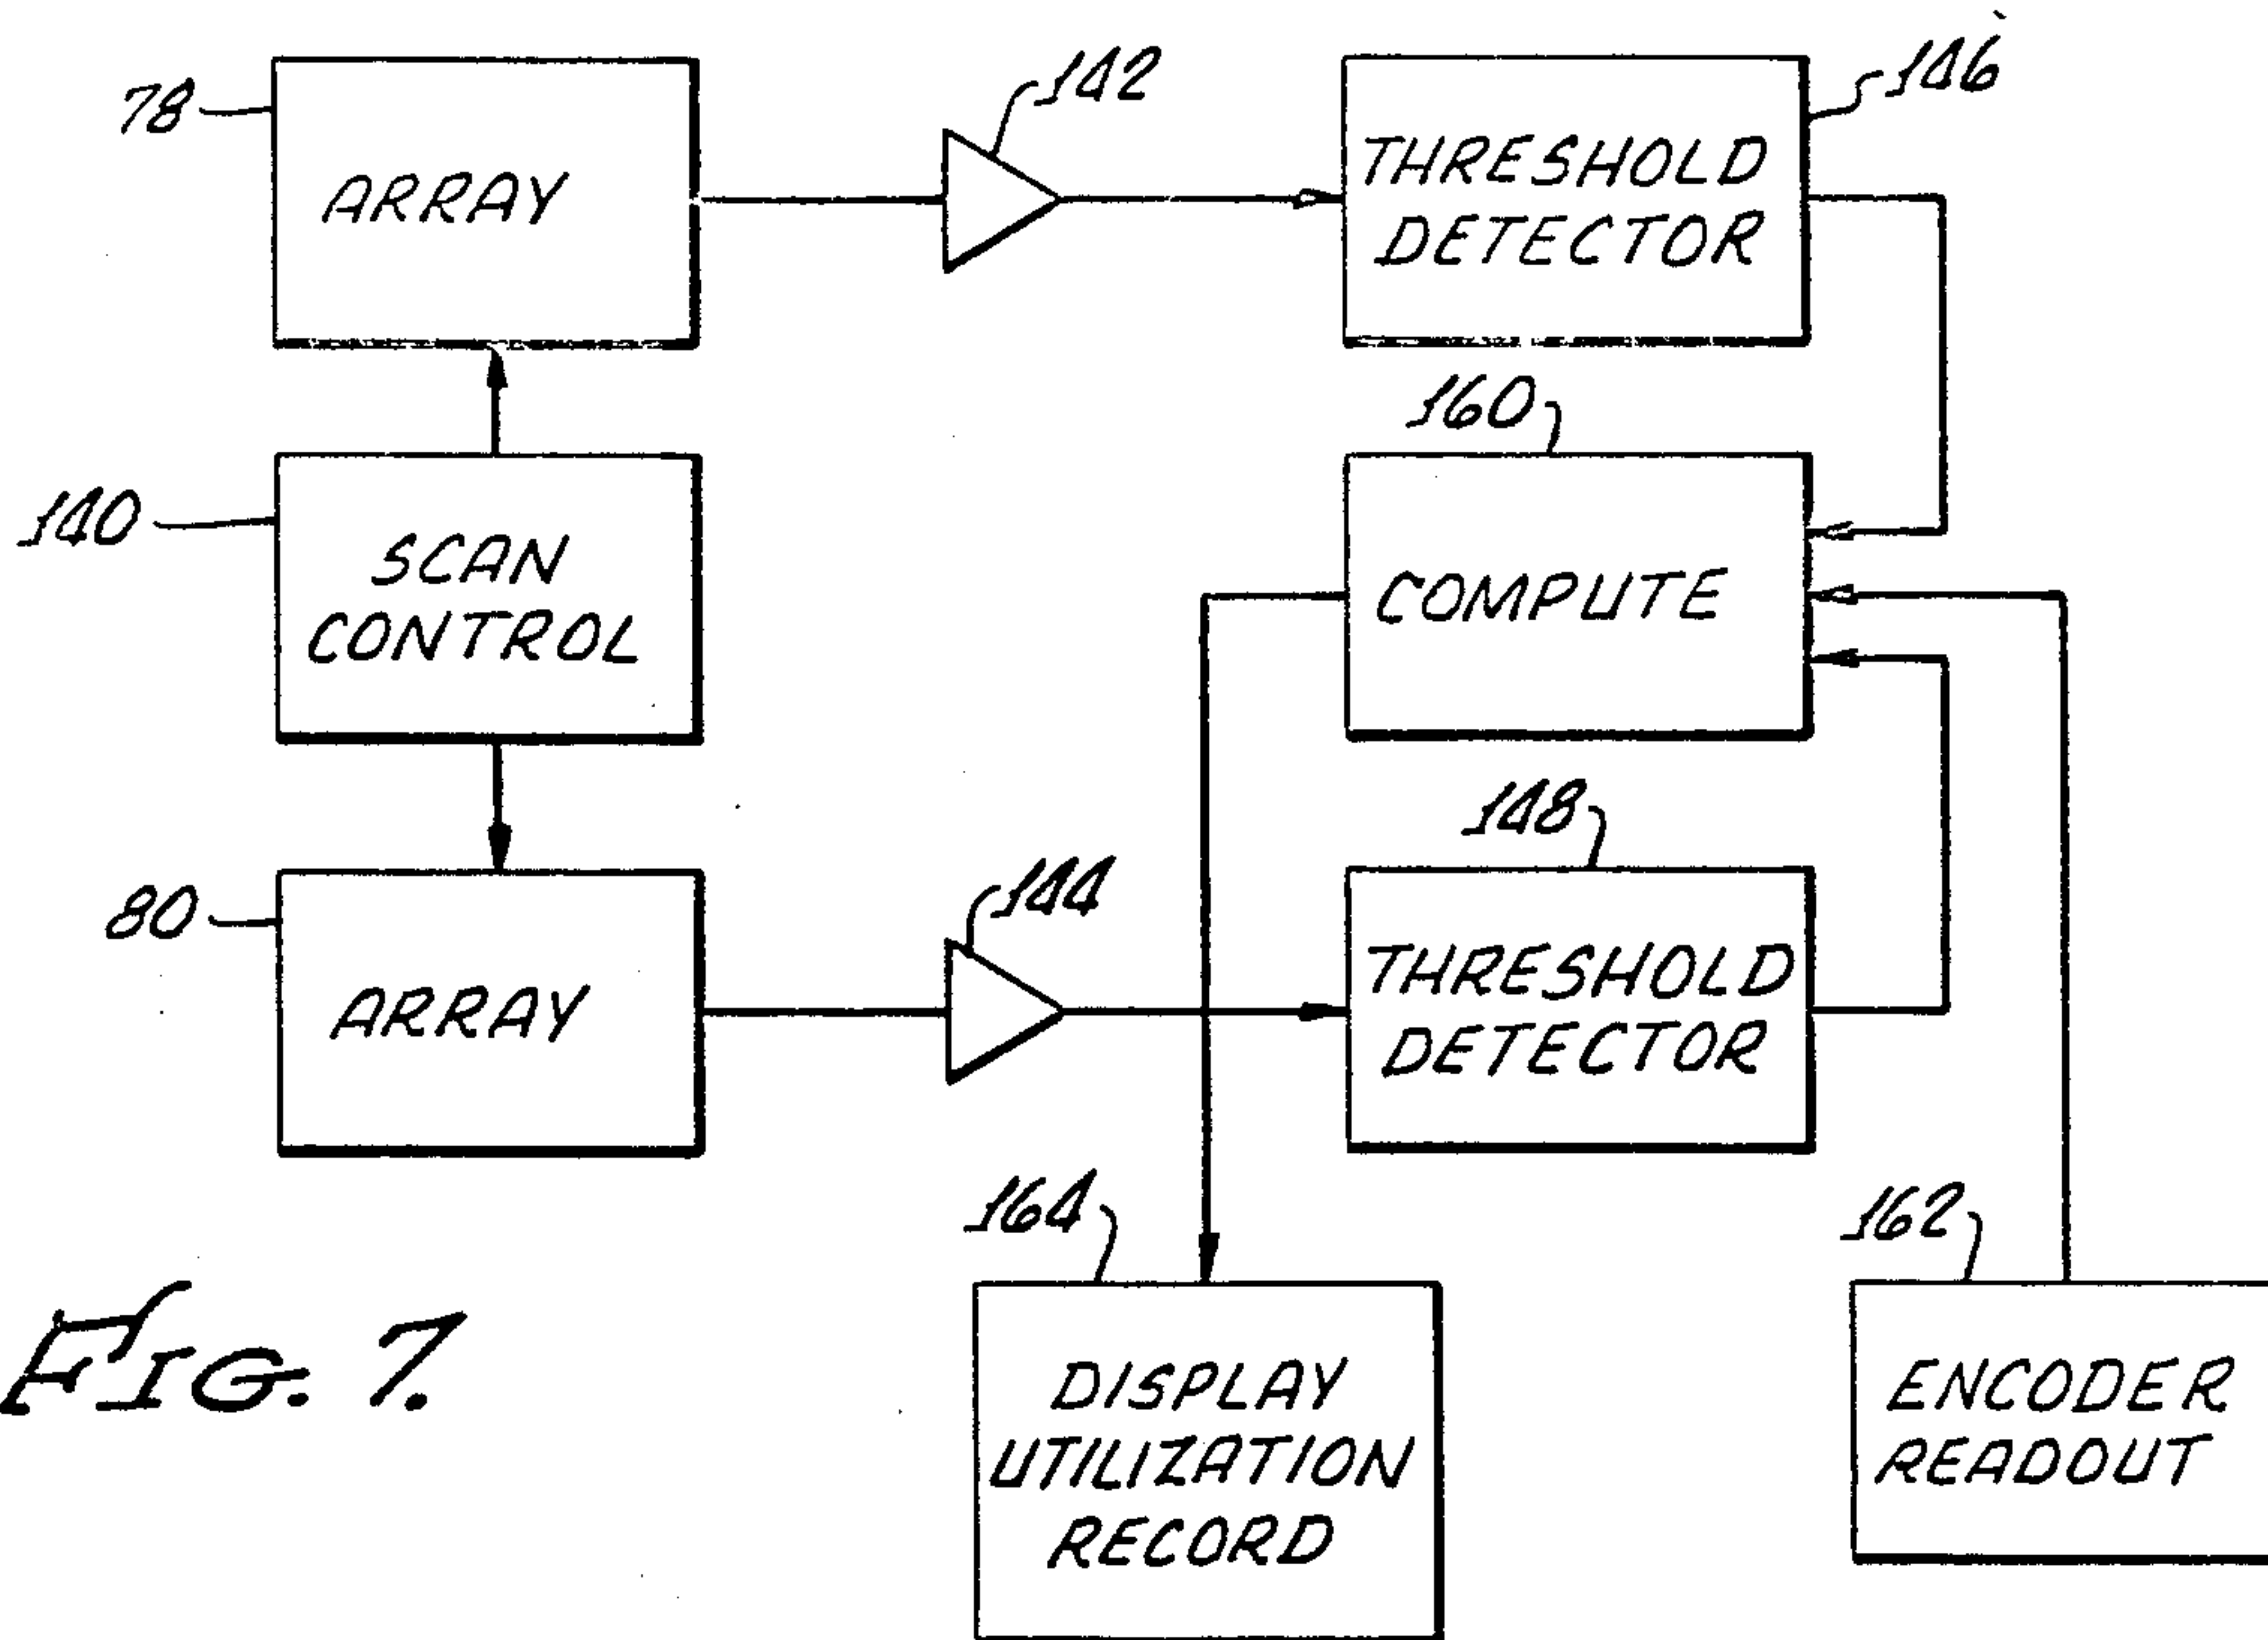 78
ARRAY
142
THRESHOLD
DETECTOR
146
140
SCAN
CONTROL
160
COMPUTE
80
ARRAY
144
148
THRESHOLD
DETECTOR
164
DISPLAY
UTILIZATION
RECORD
162
ENCODER
READOUT
FIG. 7.